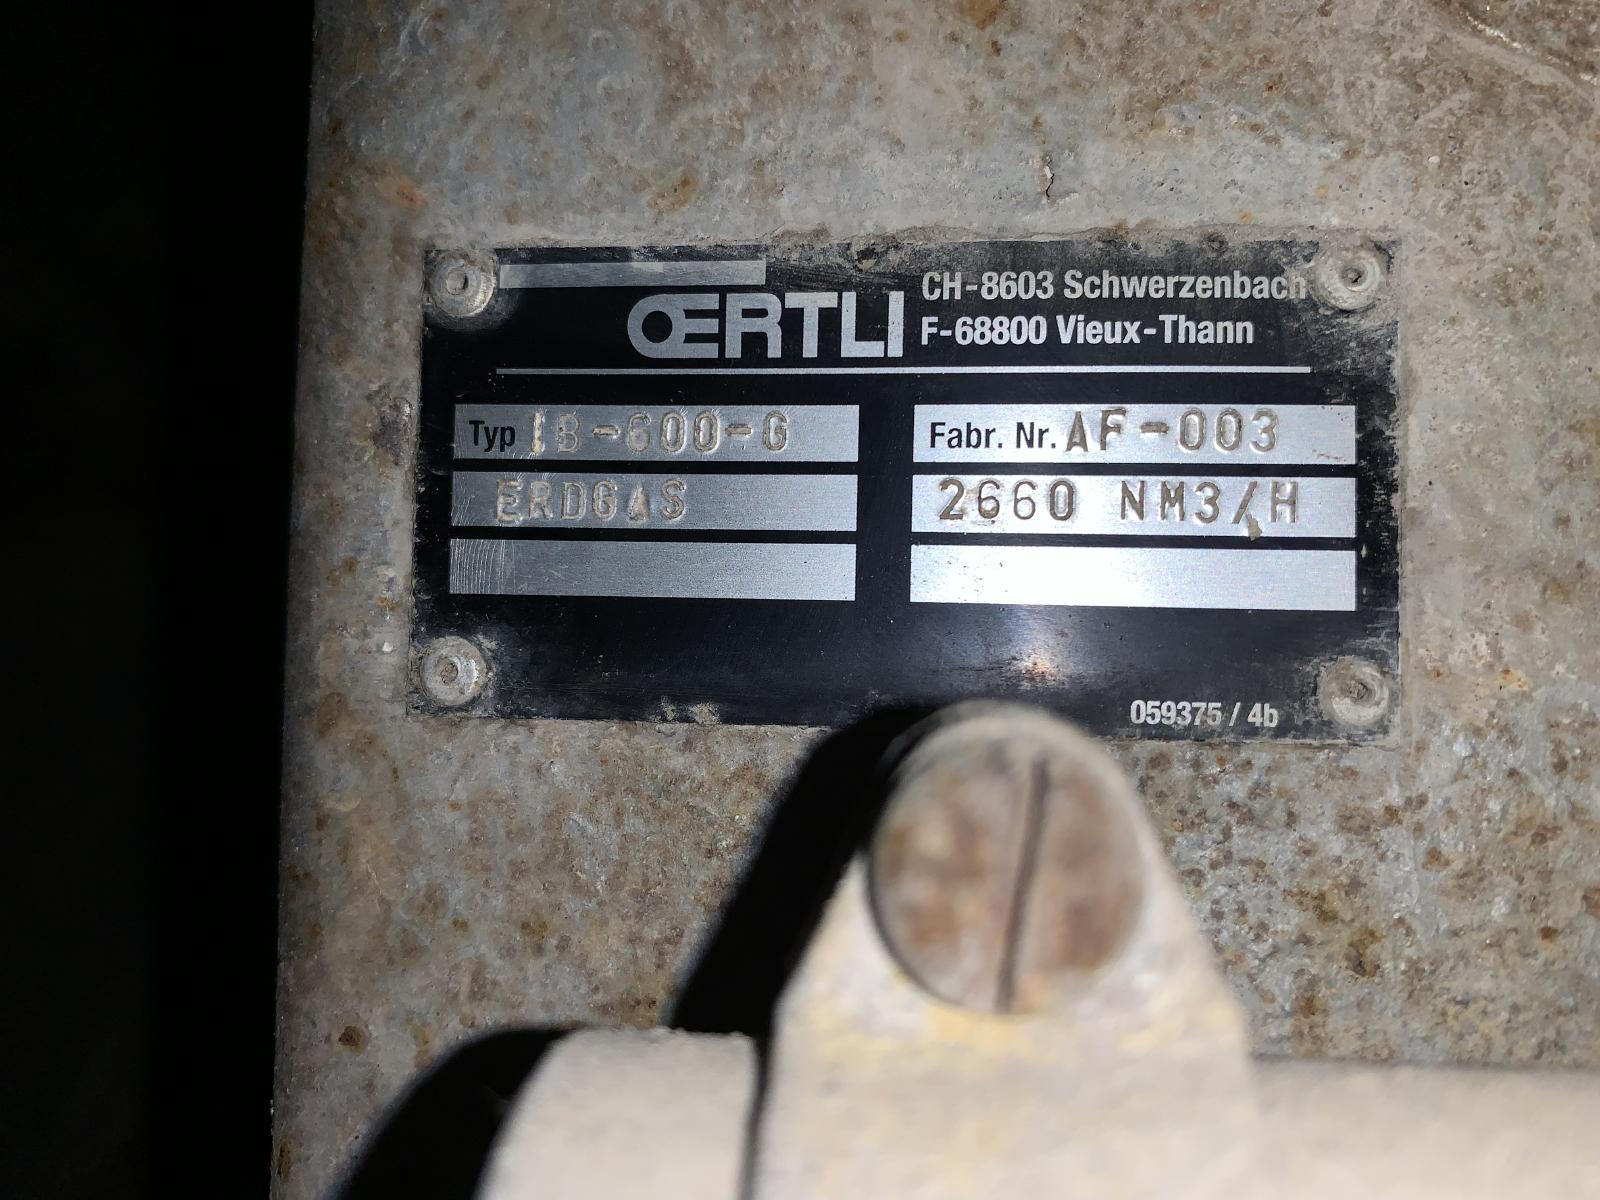 ŒRTLI
CH-8603 Schwerzenbach
F-68800 Vieux-Thann
Typ IB-600-G
Fabr. Nr. AF-003
ERDGAS
2660 NM3/H
059375 / 4b